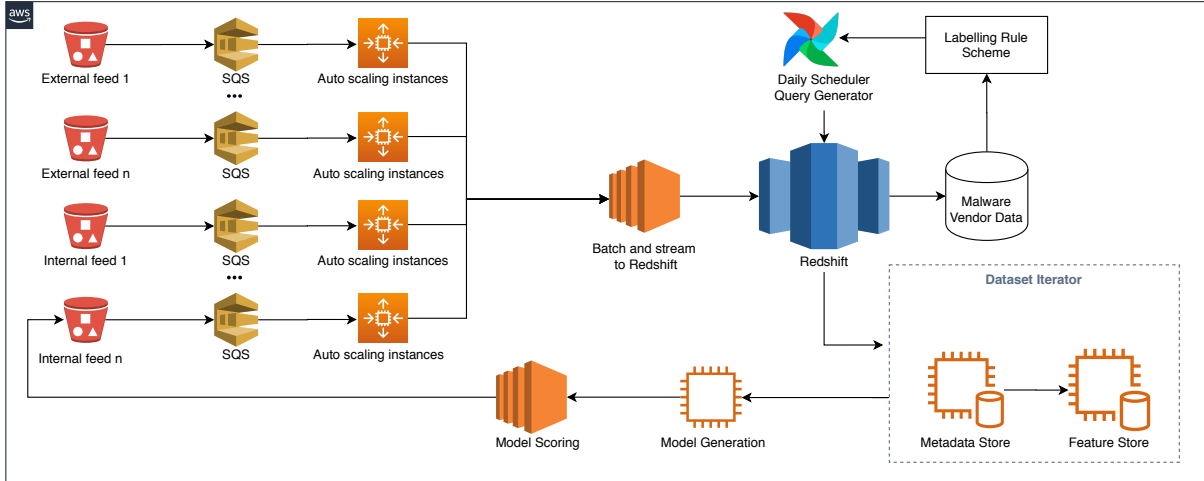 aws
External feed 1
SQS
Auto scaling instances
...
External feed n
SQS
Auto scaling instances
Internal feed 1
SQS
Auto scaling instances
...
Internal feed n
SQS
Auto scaling instances
Batch and stream
to Redshift
Daily Scheduler
Query Generator
Labelling Rule
Scheme
Redshift
Malware
Vendor Data
Dataset Iterator
Metadata Store
Feature Store
Model Generation
Model Scoring